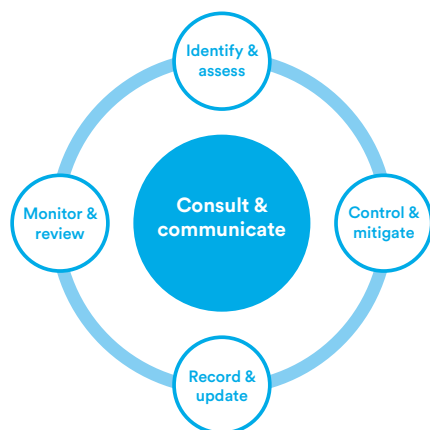 Identify &
assess
Consult &
communicate
Control &
mitigate
Record &
update
Monitor &
review